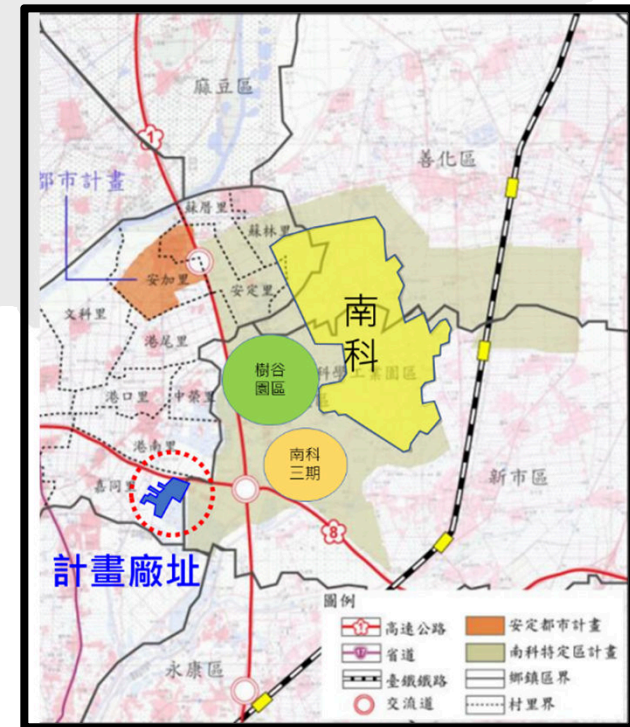 麻豆區
1
善化區
都市計畫
蘇厝里
蘇林里
安加里
安定里
文科里
南
科
港尾里
樹谷
園區
科學工業園區
區
港口里
中榮里
港南里
南科
三期
新市區
嘉同里
8
計畫廠址
永康區
圖例
高速公路
安定都市計畫
省道
南科特定區計畫
臺鐵鐵路
鄉鎮區界
交流道
村里界